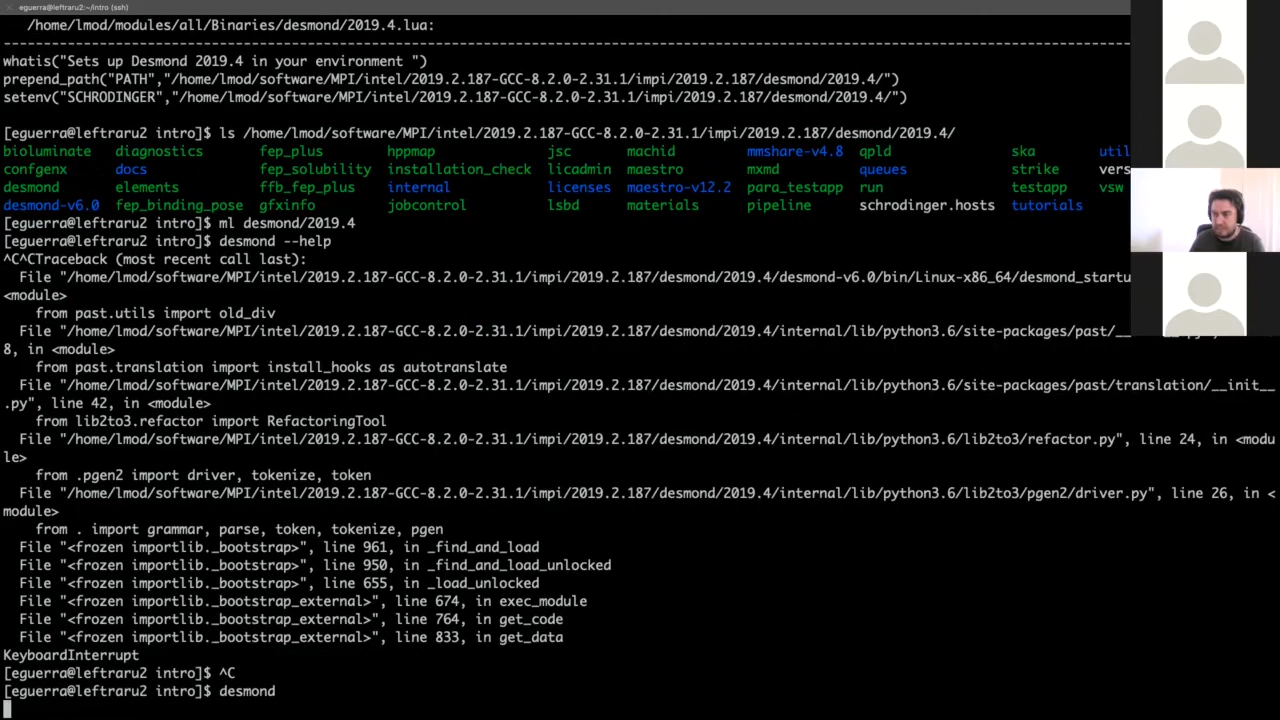 eguerra@leftraru2:~/intro (ssh)
/home/lmod/modules/all/Binaries/desmond/2019.4.lua:
--------------------------------------------------------------------------------
whatis("Sets up Desmond 2019.4 in your environment ")
prepend_path("PATH","/home/lmod/software/MPI/intel/2019.2.187-GCC-8.2.0-2.31.1/impi/2019.2.187/desmond/2019.4/")
setenv("SCHRODINGER","/home/lmod/software/MPI/intel/2019.2.187-GCC-8.2.0-2.31.1/impi/2019.2.187/desmond/2019.4/")
[eguerra@leftraru2 intro]$ ls /home/lmod/software/MPI/intel/2019.2.187-GCC-8.2.0-2.31.1/impi/2019.2.187/desmond/2019.4/
bioluminate diagnostics fep_plus hppmap jsc machid mmshare-v4.8 qpld ska util
confgenx docs fep_solubility installation_check licadmin maestro mxmd queues strike vers
desmond elements ffb_fep_plus internal licenses maestro-v12.2 para_testapp run testapp vsw
desmond-v6.0 fep_binding_pose gfxinfo jobcontrol lsbd materials pipeline schrodinger.hosts tutorials
[eguerra@leftraru2 intro]$ ml desmond/2019.4
[eguerra@leftraru2 intro]$ desmond --help
^C^CTraceback (most recent call last):
File "/home/lmod/software/MPI/intel/2019.2.187-GCC-8.2.0-2.31.1/impi/2019.2.187/desmond/2019.4/desmond-v6.0/bin/Linux-x86_64/desmond_startu
<module>
from past.utils import old_div
File "/home/lmod/software/MPI/intel/2019.2.187-GCC-8.2.0-2.31.1/impi/2019.2.187/desmond/2019.4/internal/lib/python3.6/site-packages/past/__
8, in <module>
from past.translation import install_hooks as autotranslate
File "/home/lmod/software/MPI/intel/2019.2.187-GCC-8.2.0-2.31.1/impi/2019.2.187/desmond/2019.4/internal/lib/python3.6/site-packages/past/translation/__init__
.py", line 42, in <module>
from lib2to3.refactor import RefactoringTool
File "/home/lmod/software/MPI/intel/2019.2.187-GCC-8.2.0-2.31.1/impi/2019.2.187/desmond/2019.4/internal/lib/python3.6/lib2to3/refactor.py", line 24, in <modu
le>
from .pgen2 import driver, tokenize, token
File "/home/lmod/software/MPI/intel/2019.2.187-GCC-8.2.0-2.31.1/impi/2019.2.187/desmond/2019.4/internal/lib/python3.6/lib2to3/pgen2/driver.py", line 26, in <
module>
from . import grammar, parse, token, tokenize, pgen
File "<frozen importlib._bootstrap>", line 961, in _find_and_load
File "<frozen importlib._bootstrap>", line 950, in _find_and_load_unlocked
File "<frozen importlib._bootstrap>", line 655, in _load_unlocked
File "<frozen importlib._bootstrap_external>", line 674, in exec_module
File "<frozen importlib._bootstrap_external>", line 764, in get_code
File "<frozen importlib._bootstrap_external>", line 833, in get_data
KeyboardInterrupt
[eguerra@leftraru2 intro]$ ^C
[eguerra@leftraru2 intro]$ desmond